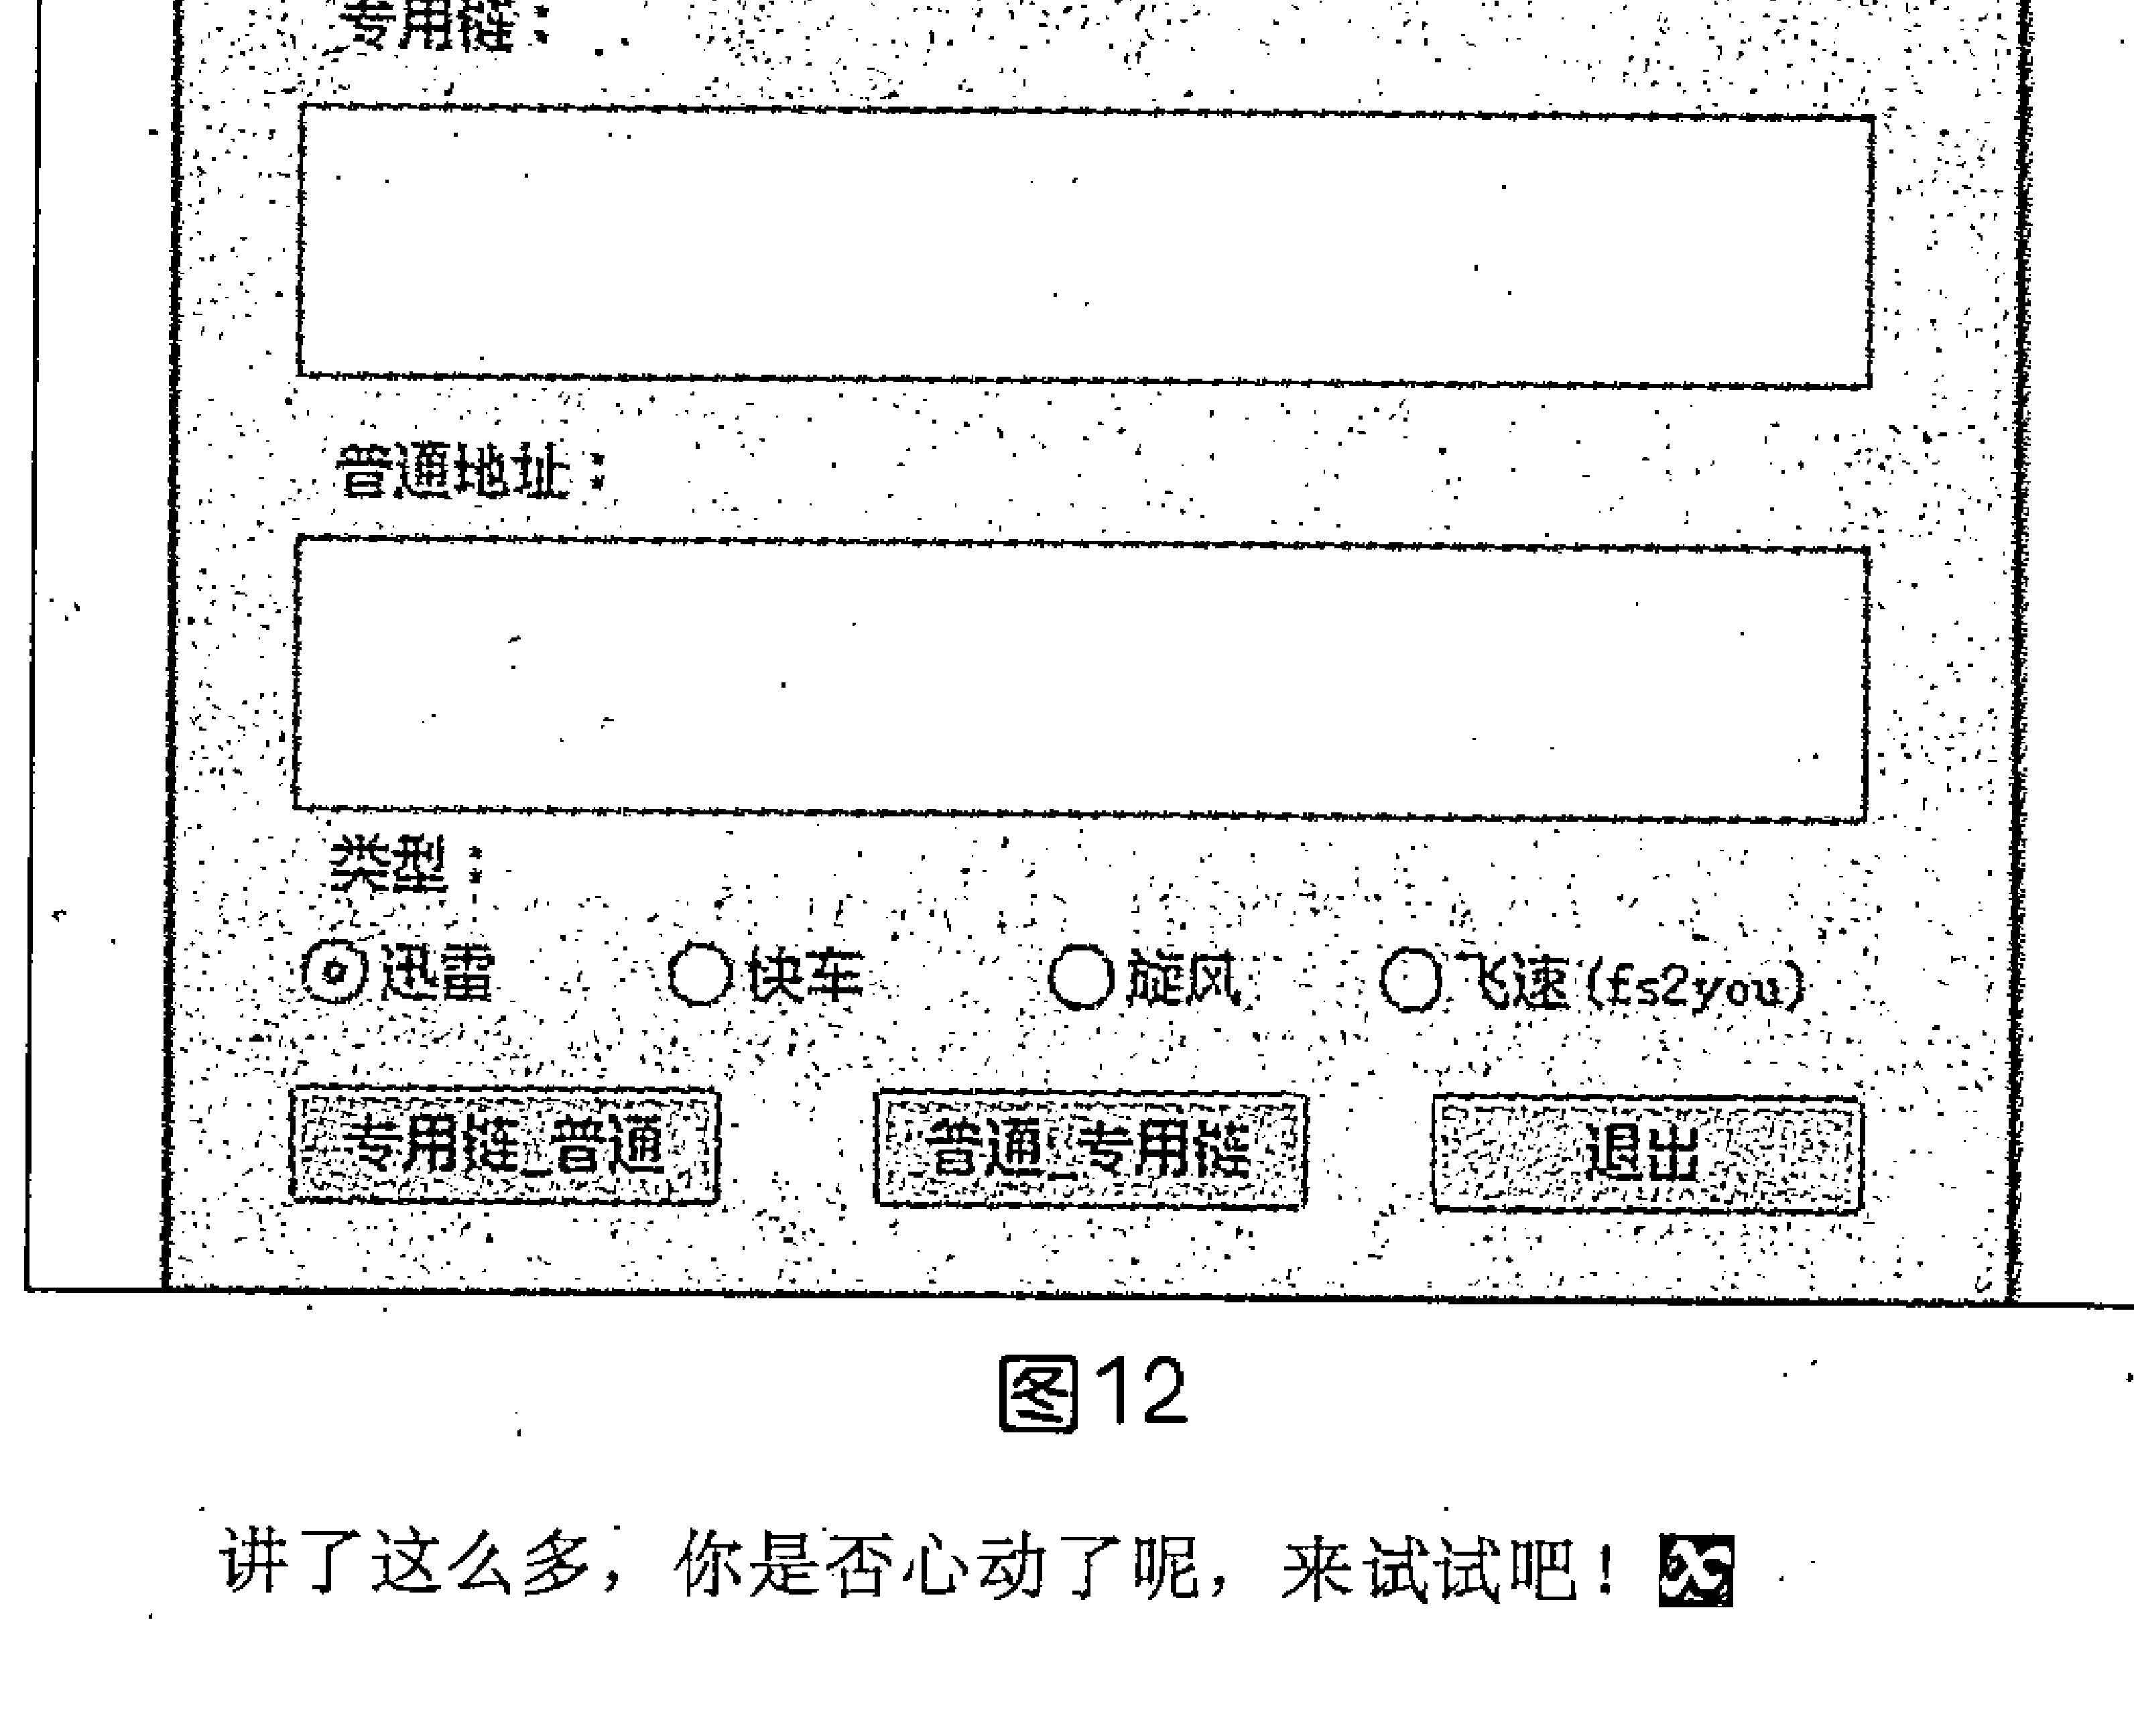 专用链：
普通地址：
类型：
迅雷 快车 旋风 飞速(fs2you)
专用链_普通 普通_专用链 退出
图12
讲了这么多，你是否心动了呢，来试试吧！